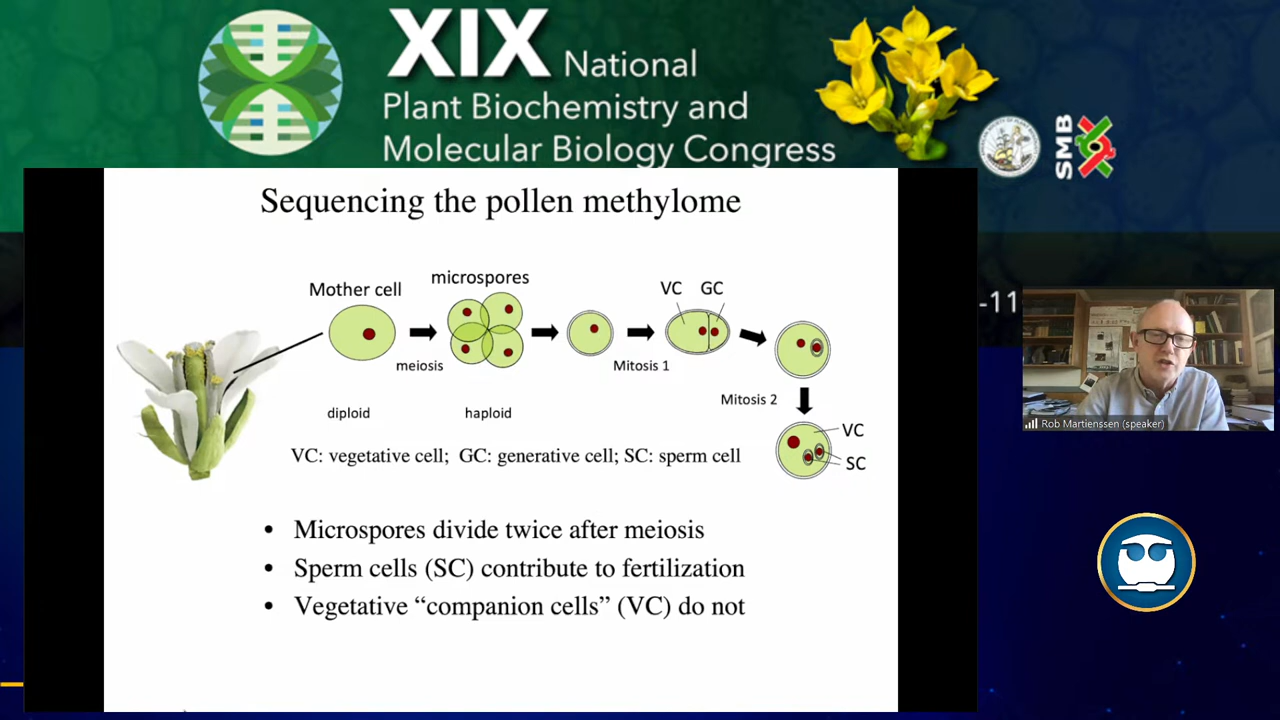 XIX National
Plant Biochemistry and
Molecular Biology Congress
SMB
Sequencing the pollen methylome
Mother cell
microspores
VC GC
meiosis
Mitosis 1
Mitosis 2
diploid
haploid
VC
SC
VC: vegetative cell; GC: generative cell; SC: sperm cell
• Microspores divide twice after meiosis
• Sperm cells (SC) contribute to fertilization
• Vegetative “companion cells” (VC) do not
-11
Rob Martienssen (speaker)